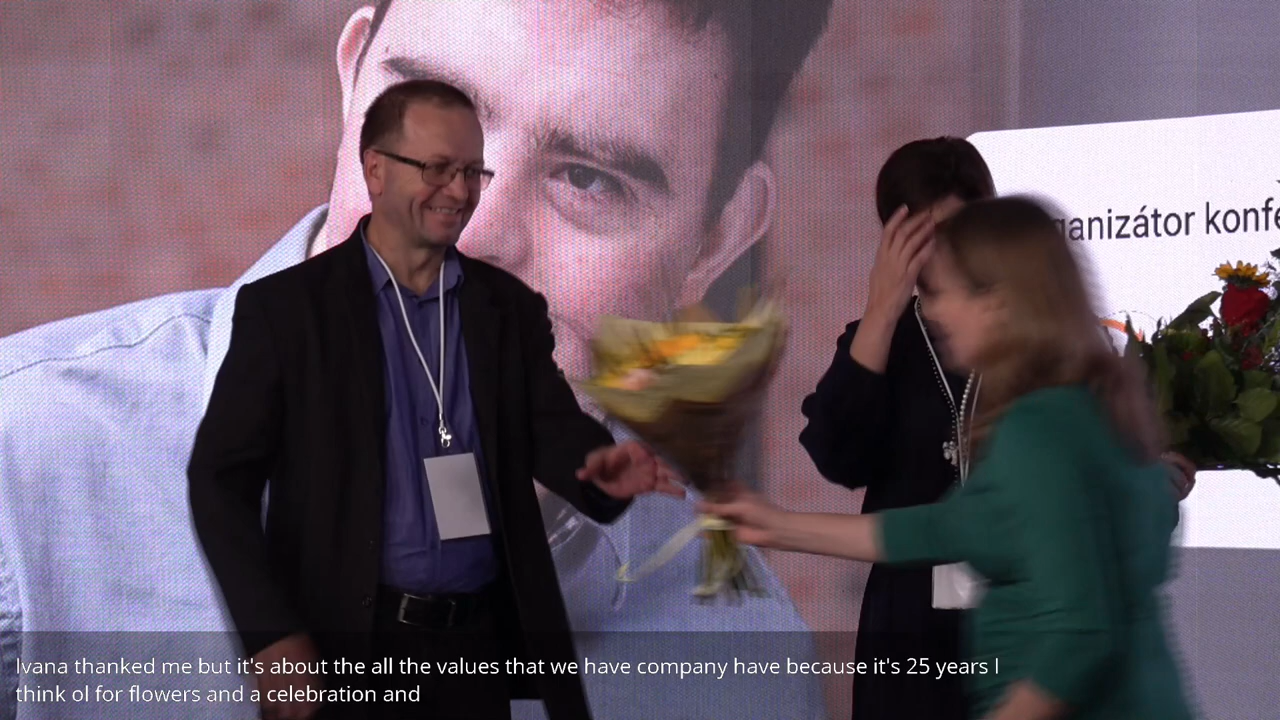 ganizátor konfe
Ivana thanked me but it's about the all the values that we have company have because it's 25 years I
think ol for flowers and a celebration and